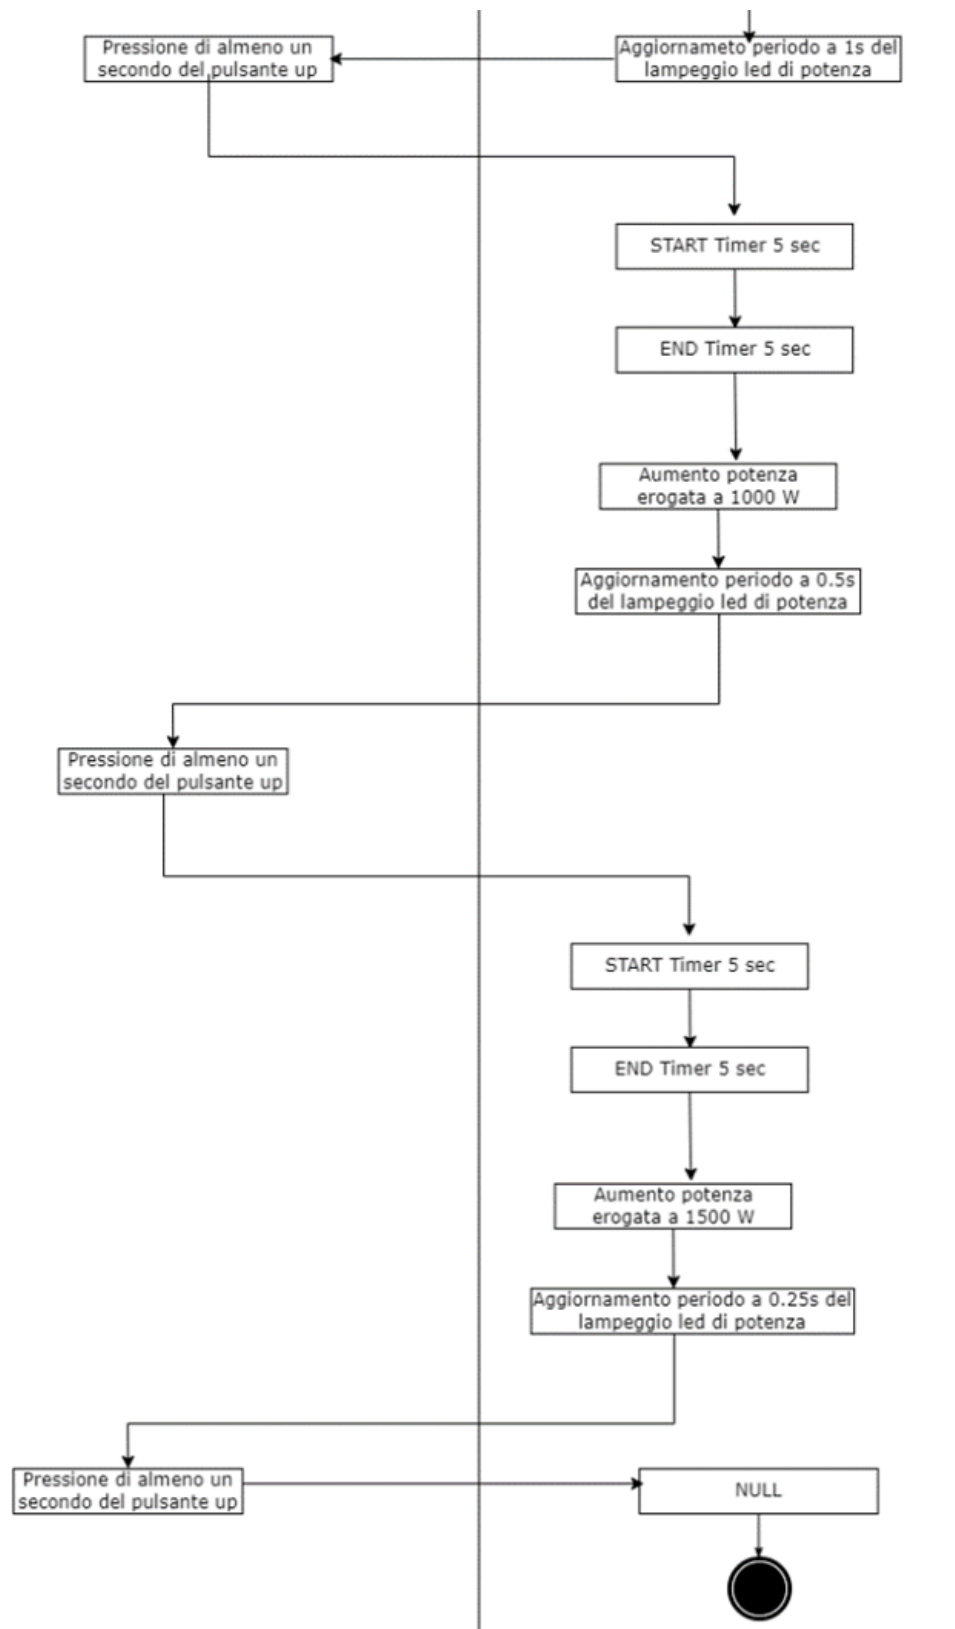 Pressione di almeno un
secondo del pulsante up
Aggiornameto periodo a 1s del
lampeggio led di potenza
START Timer 5 sec
END Timer 5 sec
Aumento potenza
erogata a 1000 W
Aggiornamento periodo a 0.5s
del lampeggio led di potenza
Pressione di almeno un
secondo del pulsante up
START Timer 5 sec
END Timer 5 sec
Aumento potenza
erogata a 1500 W
Aggiornamento periodo a 0.25s del
lampeggio led di potenza
Pressione di almeno un
secondo del pulsante up
NULL